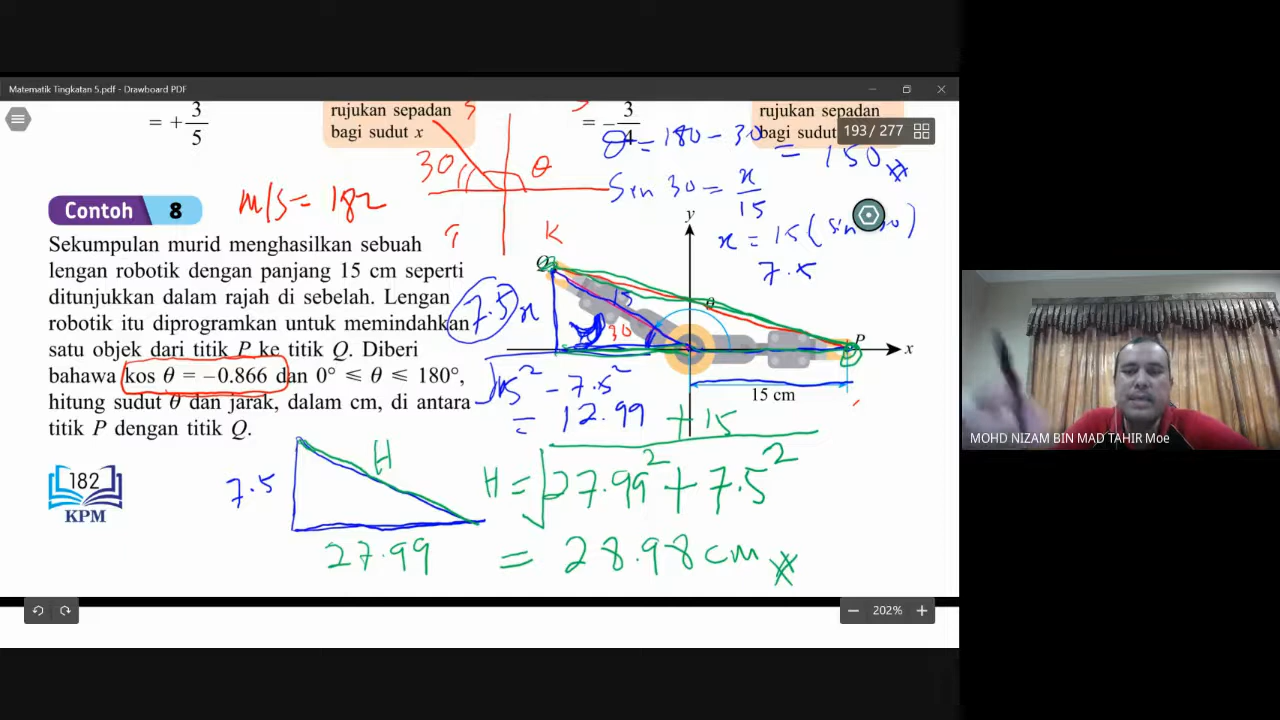 Matematik Tingkatan 5.pdf - Drawboard PDF
= + 3/5
rujukan sepadan
bagi sudut x
= - 3/4
rujukan sepadan
bagi sudut
193 / 277
θ = 180 - 30
= 150
30
θ
Sin 30 = x/15
x = 15 ( sin 30 )
7.5
m/s = 182
T
K
Contoh 8
Sekumpulan murid menghasilkan sebuah
lengan robotik dengan panjang 15 cm seperti
ditunjukkan dalam rajah di sebelah. Lengan
robotik itu diprogramkan untuk memindahkan
satu objek dari titik P ke titik Q. Diberi
bahawa kos θ = -0.866 dan 0° ≤ θ ≤ 180°,
hitung sudut θ dan jarak, dalam cm, di antara
titik P dengan titik Q.
y
Q
θ
P
x
7.5 x
15
30
15 cm
√15² - 7.5²
= 12.99 + 15
182
KPM
7.5
H
27.99
H = √27.99² + 7.5²
= 28.98 cm
202%
MOHD NIZAM BIN MAD TAHIR Moe